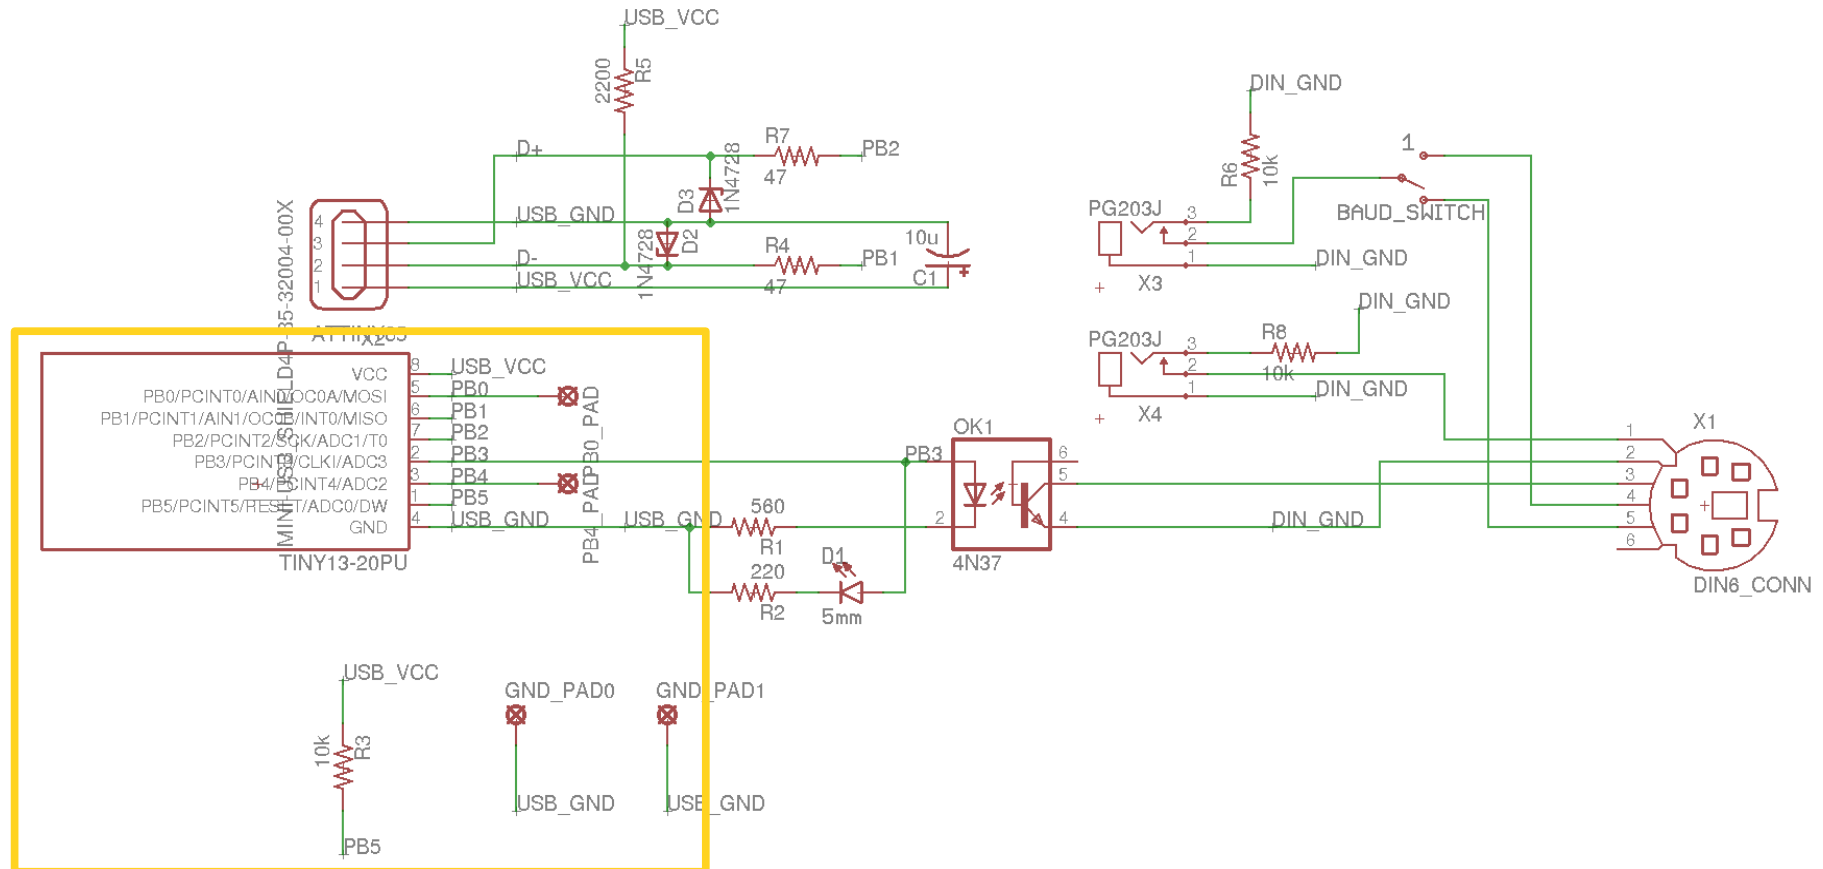 USB_VCC
2200
R5
D+
R7
47
PB2
1N4728
D3
USB_GND
D2
1N4728
D-
R4
47
PB1
USB_VCC
10u
C1
4
3
2
1
MINI-USB_SHIELD4P-85-32004-00X
X2
ATTINY85
VCC
PB0/PCINT0/AIN0/OC0A/MOSI
PB1/PCINT1/AIN1/OC0B/INT0/MISO
PB2/PCINT2/SCK/ADC1/T0
PB3/PCINT3/CLKI/ADC3
PB4/PCINT4/ADC2
PB5/PCINT5/RESET/ADC0/DW
GND
8
5
6
7
2
3
1
4
USB_VCC
PB0
PB1
PB2
PB3
PB4
PB5
USB_GND
TINY13-20PU
PB0_PAD
PB4_PAD
USB_GND
560
R1
220
R2
D1
5mm
PB3
OK1
2
6
5
4
4N37
DIN_GND
DIN_GND
R6
10k
PG203J
3
2
1
X3
DIN_GND
1
BAUD_SWITCH
DIN_GND
PG203J
3
2
1
X4
R8
10k
DIN_GND
X1
1
2
3
4
5
6
DIN6_CONN
USB_VCC
10k
R3
PB5
GND_PAD0
USB_GND
GND_PAD1
USB_GND